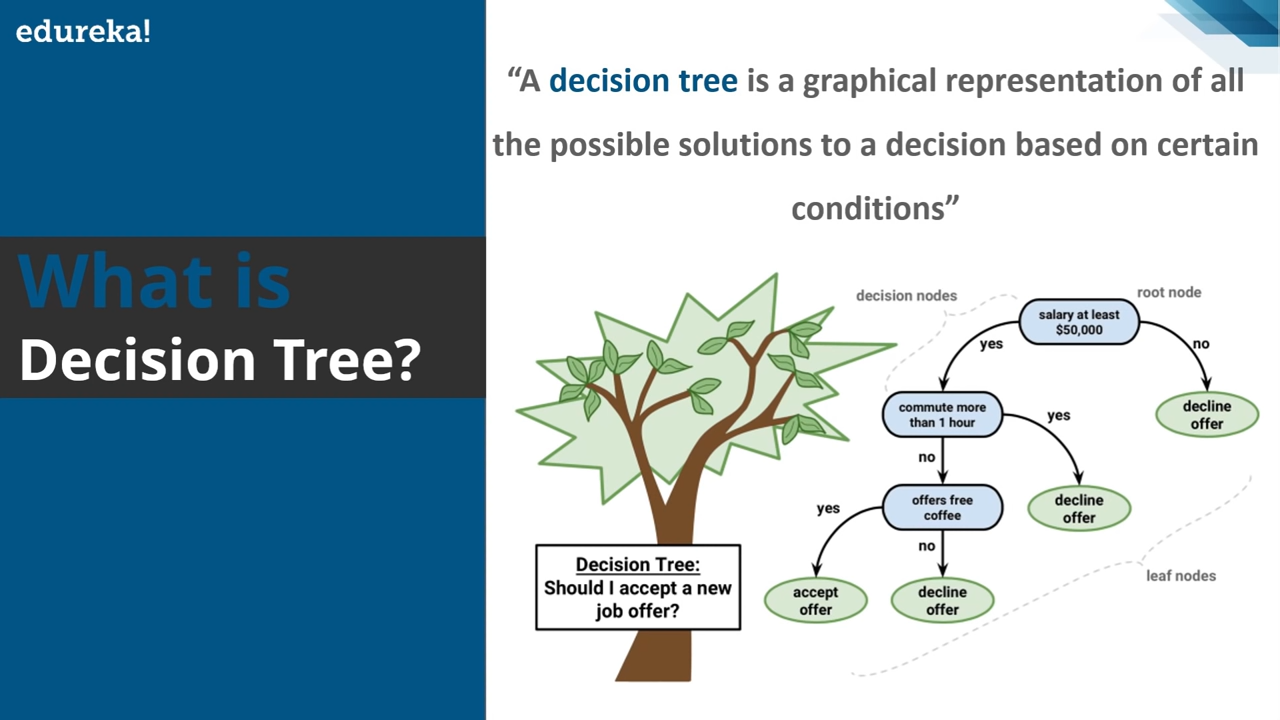 edureka!
What is
Decision Tree?
“A decision tree is a graphical representation of all
the possible solutions to a decision based on certain
conditions”
decision nodes
root node
salary at least
$50,000
yes
no
commute more
than 1 hour
yes
decline
offer
no
offers free
coffee
decline
offer
yes
no
accept
offer
decline
offer
leaf nodes
Decision Tree:
Should I accept a new
job offer?